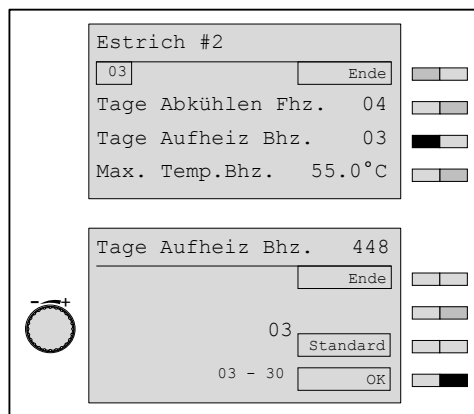 Estrich #2
03 Ende
Tage Abkühlen Fhz. 04
Tage Aufheiz Bhz. 03
Max. Temp.Bhz. 55.0°C
Tage Aufheiz Bhz. 448
Ende
- +
03
Standard
03 - 30 OK